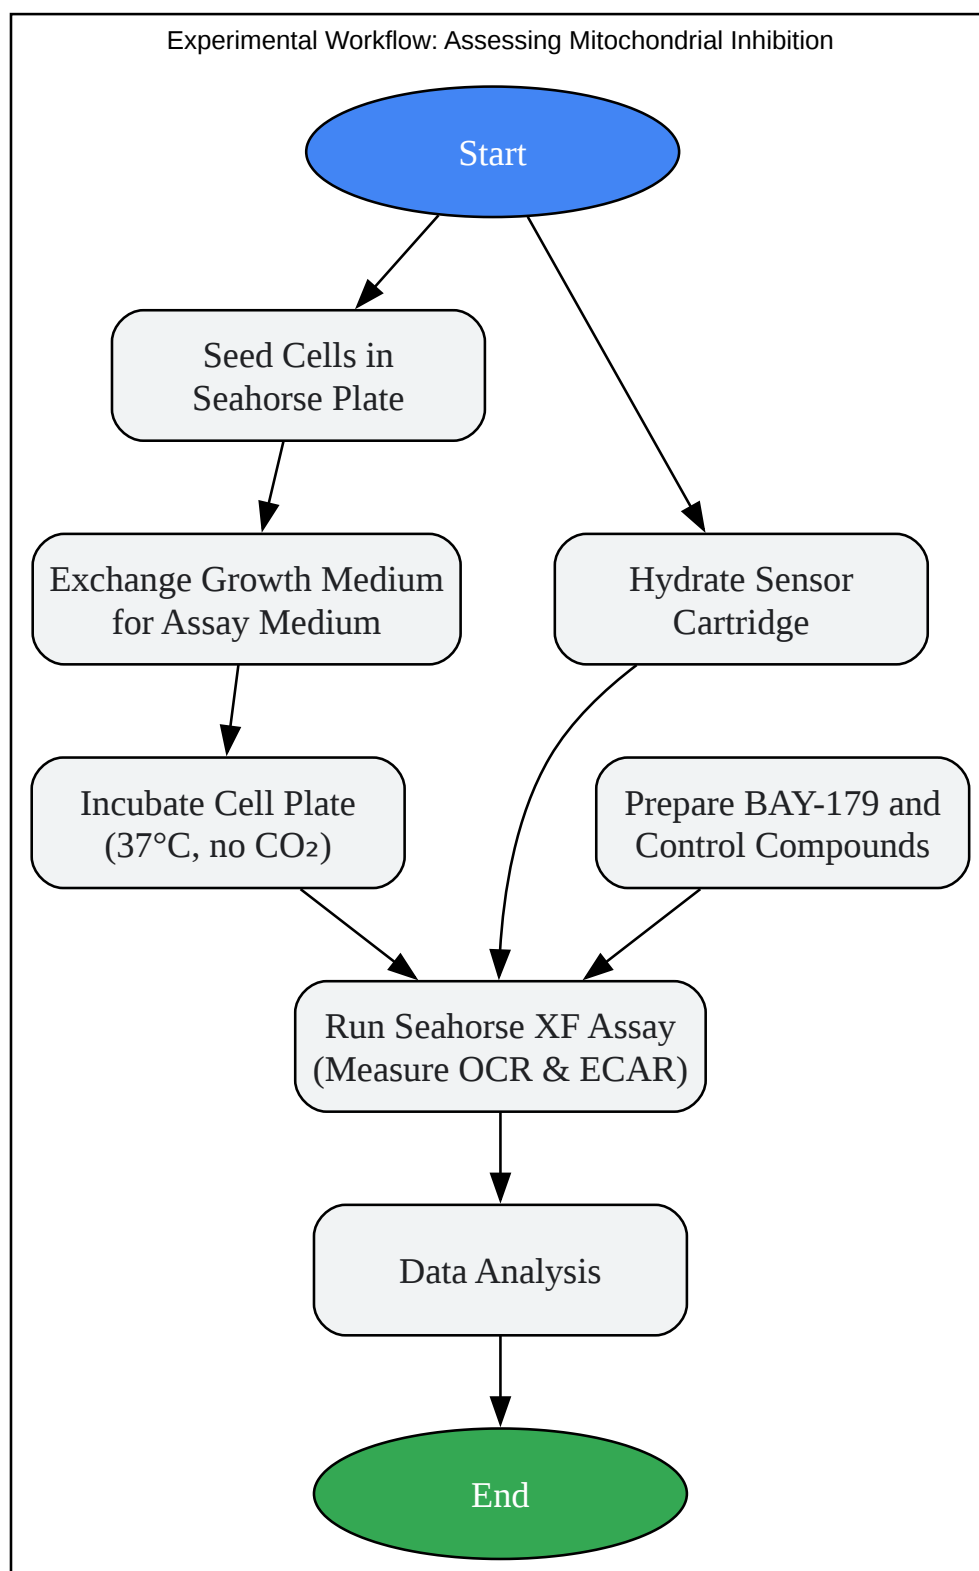 Experimental Workflow: Assessing Mitochondrial Inhibition
Start
Seed Cells in
Seahorse Plate
Exchange Growth Medium
for Assay Medium
Hydrate Sensor
Cartridge
Incubate Cell Plate
(37°C, no CO₂)
Prepare BAY-179 and
Control Compounds
Run Seahorse XF Assay
(Measure OCR & ECAR)
Data Analysis
End